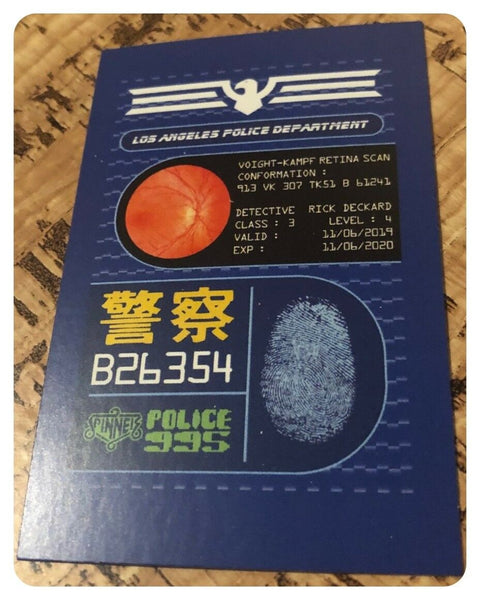 LOS ANGELES POLICE DEPARTMENT
VOIGHT-KAMPF RETINA SCAN
CONFORMATION :
913 VK 307 TK51 B 61241
DETECTIVE RICK DECKARD
CLASS : 3 LEVEL : 4
VALID : 11/06/2019
EXP : 11/06/2020
警察
B26354
SPINNER POLICE
995